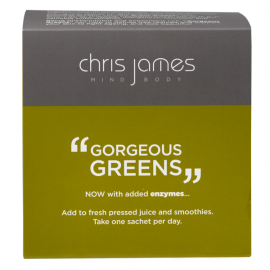 chris james
MIND BODY
“GORGEOUS
GREENS”
NOW with added enzymes...
Add to fresh pressed juice and smoothies.
Take one sachet per day.